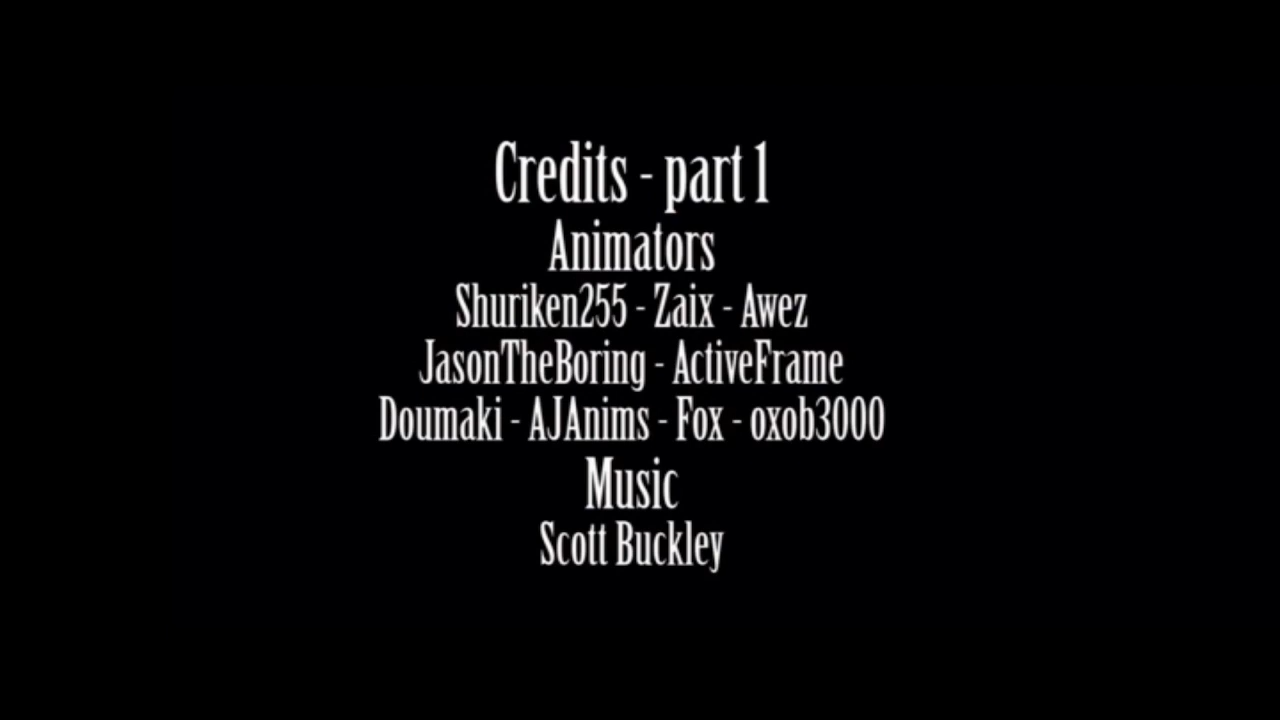 Credits - part 1
Animators
Shuriken255 - Zaix - Awez
JasonTheBoring - ActiveFrame
Doumaki - AJAnims - Fox - oxob3000
Music
Scott Buckley